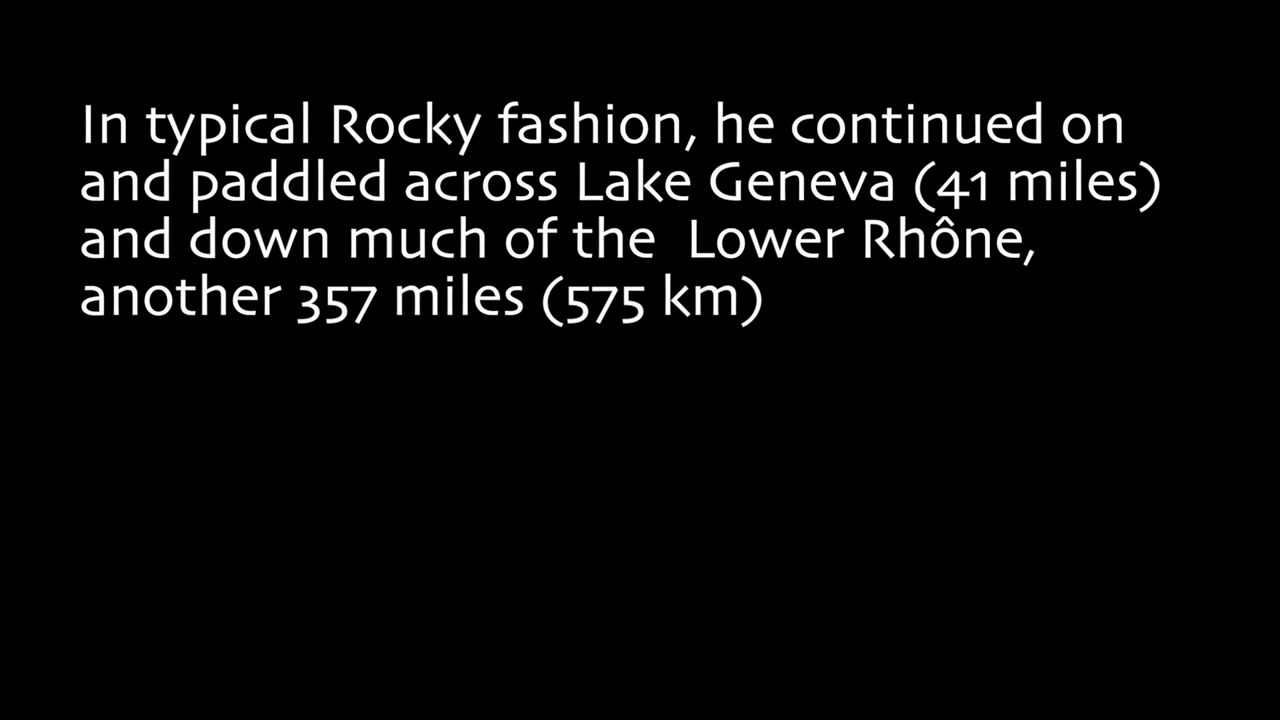 In typical Rocky fashion, he continued on
and paddled across Lake Geneva (41 miles)
and down much of the  Lower Rhône,
another 357 miles (575 km)